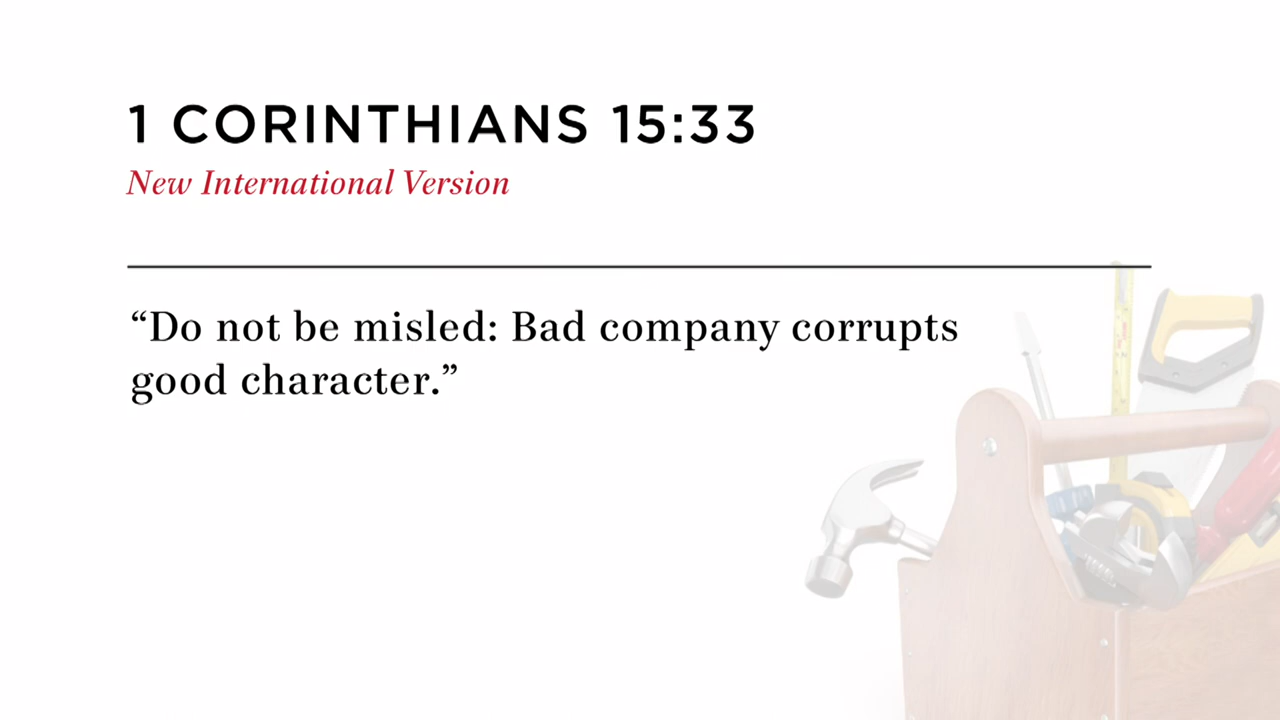 1 CORINTHIANS 15:33
New International Version
“Do not be misled: Bad company corrupts
good character.”